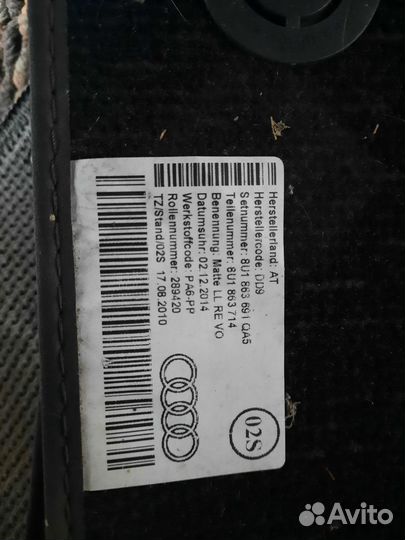 Herstellerland: AT
Herstellercode: DD9
Setnummer: 8U1 863 691 QA5
Teilenummer: 8U1 863 714
Benennung: Matte LL RE VO
Datumsuhr: 02.12.2014
Werkstoffcode: PA6-PP
Rollennummer: 289420
TZ/Stand/02S 17.08.2010
02S
Avito